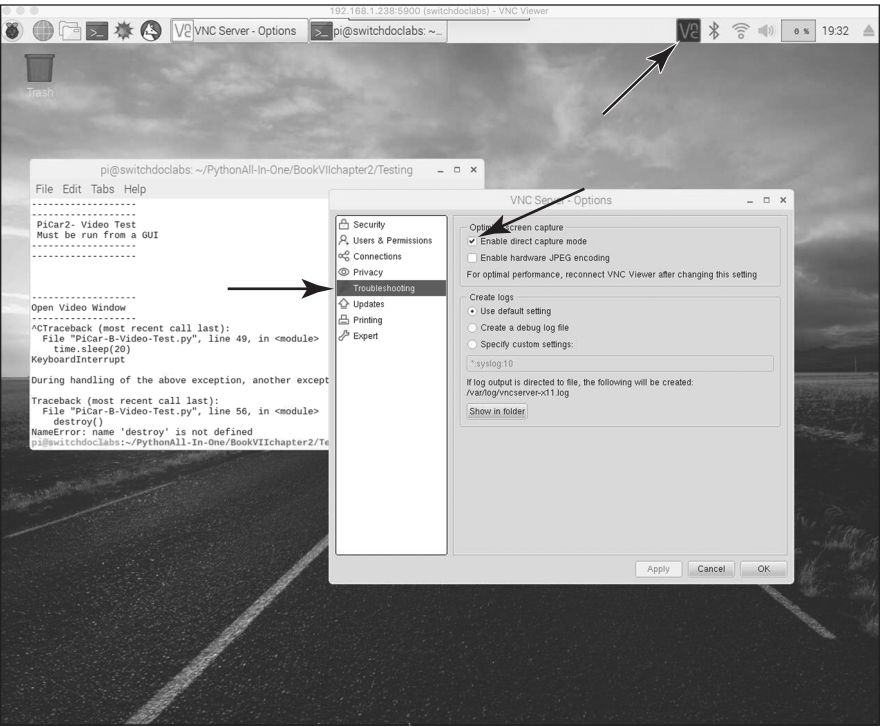 192.168.1.238:5900 (switchdoclabs) - VNC Viewer
VNC Server - Options
pi@switchdoclabs: ~...
0 %
19:32
Trash
pi@switchdoclabs: ~/PythonAll-In-One/BookVIIchapter2/Testing
File Edit Tabs Help
-------------------
-------------------
PiCar2- Video Test
Must be run from a GUI
-------------------
-------------------
-------------------
Open Video Window
-------------------
^CTraceback (most recent call last):
File "PiCar-B-Video-Test.py", line 49, in <module>
time.sleep(20)
KeyboardInterrupt
During handling of the above exception, another except
Traceback (most recent call last):
File "PiCar-B-Video-Test.py", line 56, in <module>
destroy()
NameError: name 'destroy' is not defined
pi@switchdoclabs:~/PythonAll-In-One/BookVIIchapter2/Te
VNC Server - Options
Security
Users & Permissions
Connections
Privacy
Troubleshooting
Updates
Printing
Expert
screen capture
Enable direct capture mode
Enable hardware JPEG encoding
For optimal performance, reconnect VNC Viewer after changing this setting
Create logs
Use default setting
Create a debug log file
Specify custom settings:
*:syslog:10
If log output is directed to file, the following will be created:
/var/log/vncserver-x11.log
Show in folder
Apply
Cancel
OK